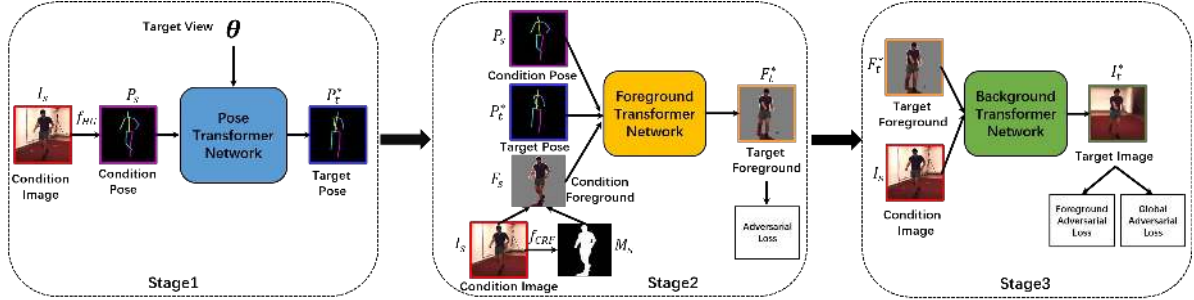 Target View θ
I_s
f_HG
P_s
P_t^*
Pose
Transformer
Network
Condition
Image
Condition
Pose
Target
Pose
Stage1
P_s
Condition Pose
P_t^*
Target Pose
F_s
Condition
Foreground
I_s
f_CRF
M_s
Condition Image
Foreground
Transformer
Network
F_t^*
Target
Foreground
Adversarial
Loss
Stage2
F_t^*
Target
Foreground
I_s
Condition
Image
Background
Transformer
Network
I_t^*
Target Image
Foreground
Adversarial Loss
Global
Adversarial
Loss
Stage3